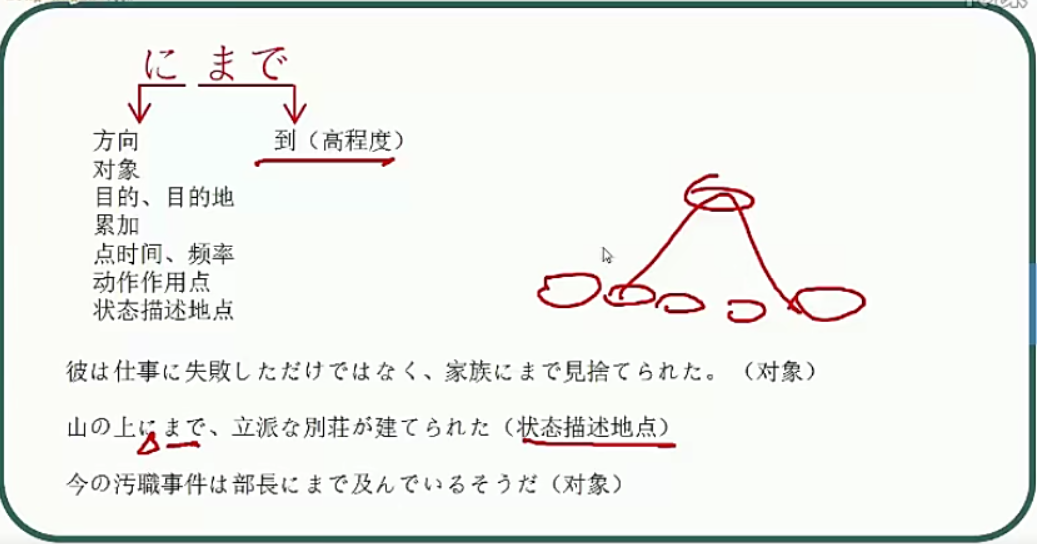 に まで
方向 到（高程度）
对象
目的、目的地
累加
点时间、频率
动作作用点
状态描述地点
彼は仕事に失敗しただけではなく、家族にまで見捨てられた。（对象）
山の上にまで、立派な別荘が建てられた（状态描述地点）
今の汚職事件は部長にまで及んでいるそうだ（对象）